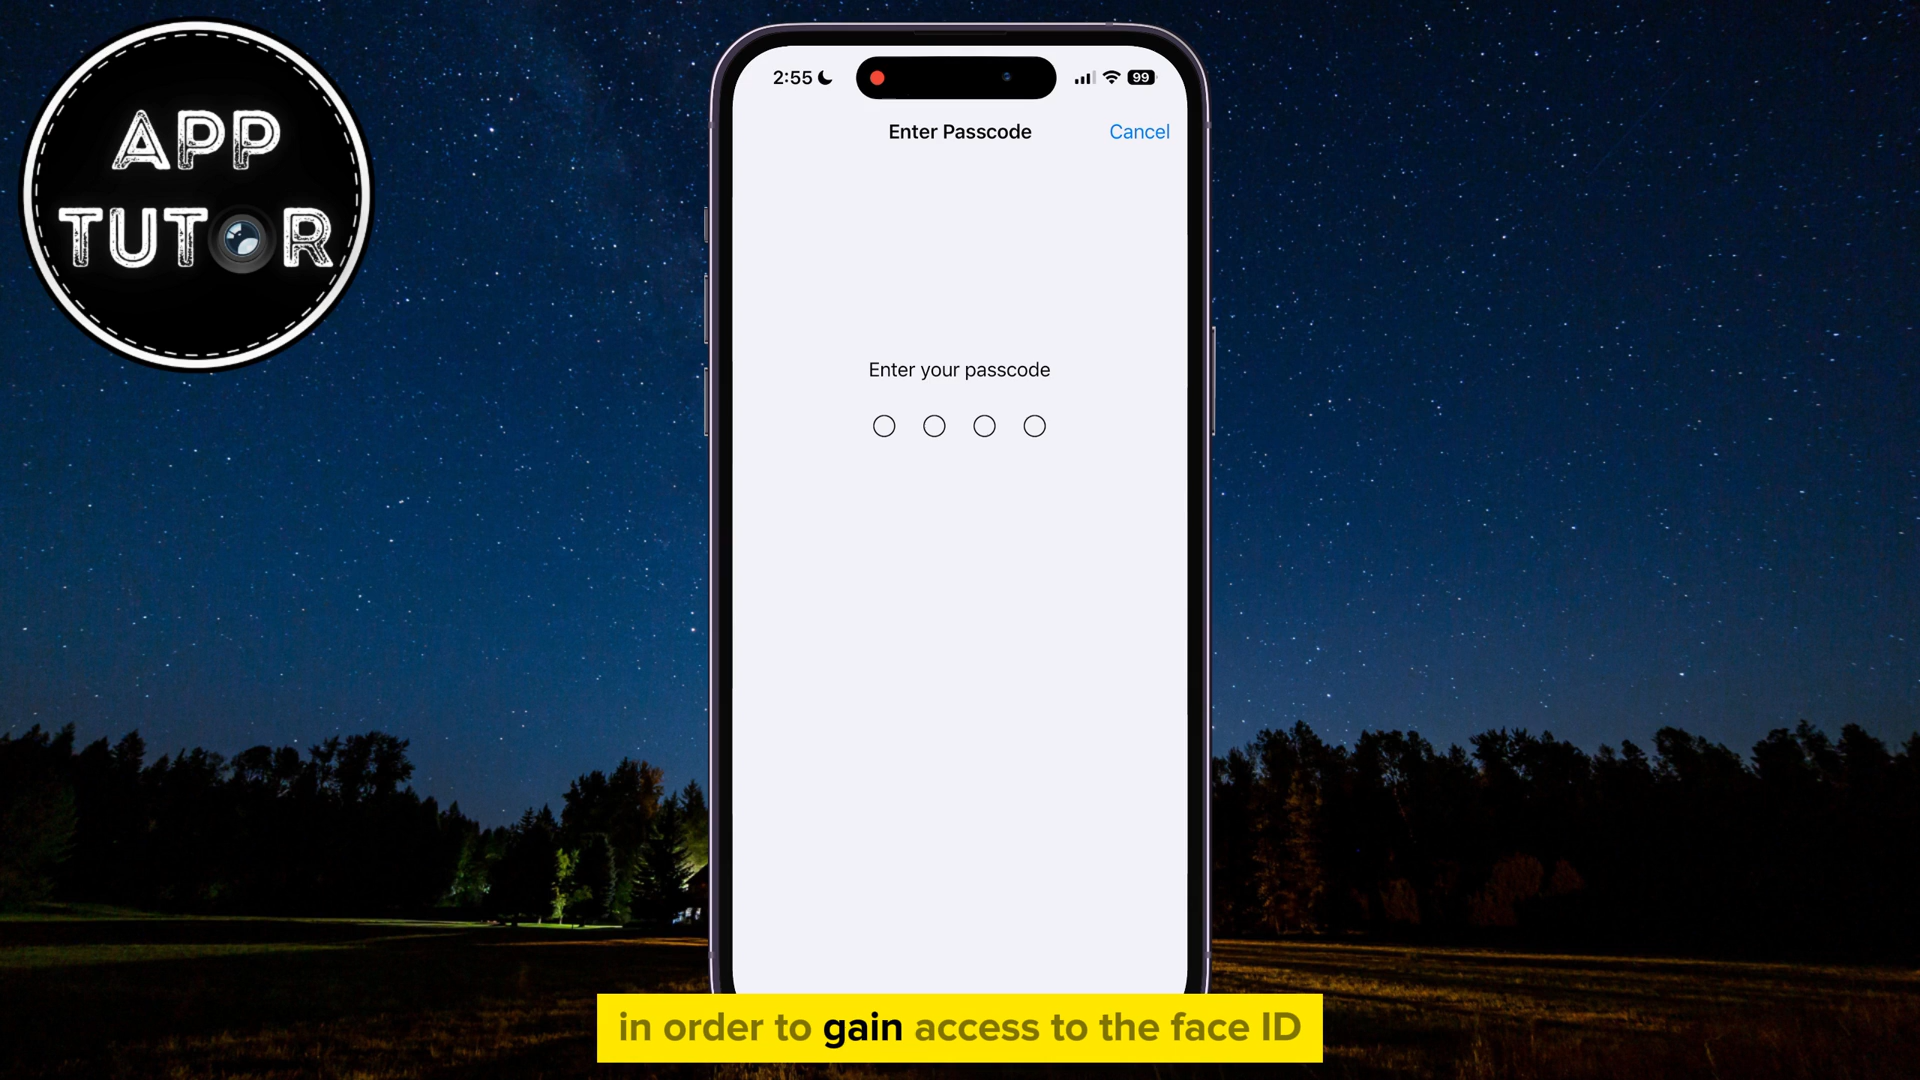 APP
TUTOR
2:55
99
Enter Passcode
Cancel
Enter your passcode
in order to gain access to the face ID